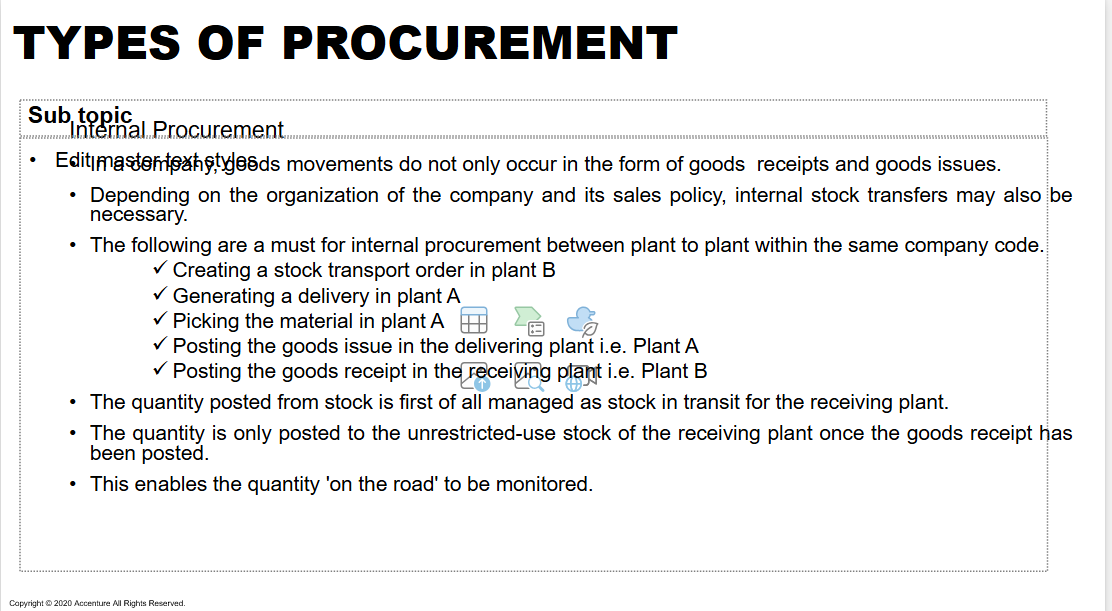 TYPES OF PROCUREMENT
Sub topic
Internal Procurement
• Edit master text styles
• In a company, goods movements do not only occur in the form of goods  receipts and goods issues.
• Depending on the organization of the company and its sales policy, internal stock transfers may also be
necessary.
• The following are a must for internal procurement between plant to plant within the same company code.
✓ Creating a stock transport order in plant B
✓ Generating a delivery in plant A
✓ Picking the material in plant A
✓ Posting the goods issue in the delivering plant i.e. Plant A
✓ Posting the goods receipt in the receiving plant i.e. Plant B
• The quantity posted from stock is first of all managed as stock in transit for the receiving plant.
• The quantity is only posted to the unrestricted-use stock of the receiving plant once the goods receipt has
been posted.
• This enables the quantity 'on the road' to be monitored.
Copyright © 2020 Accenture All Rights Reserved.